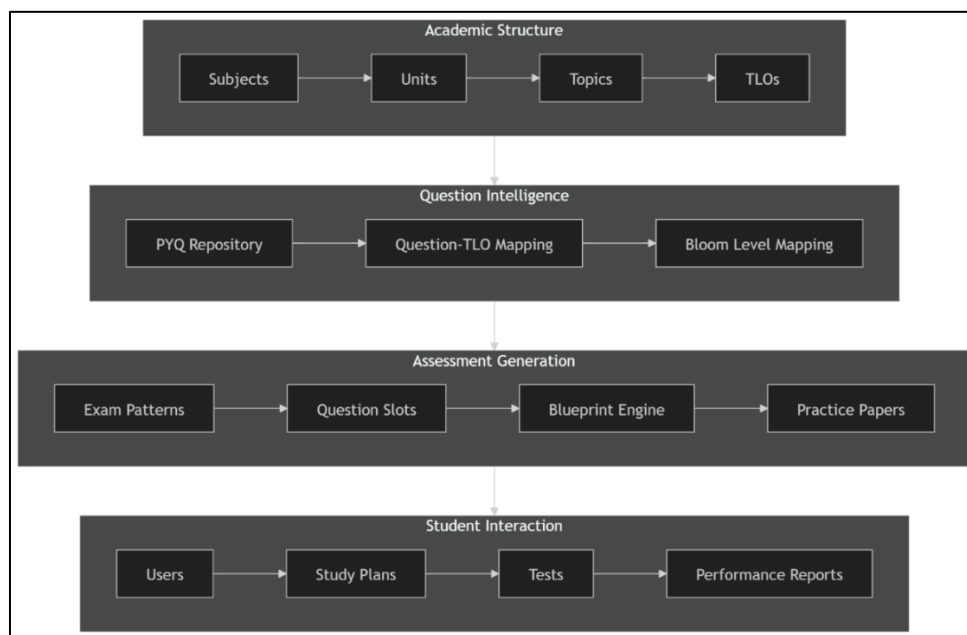 Academic Structure
Subjects
Units
Topics
TLOs
Question Intelligence
PYQ Repository
Question-TLO Mapping
Bloom Level Mapping
Assessment Generation
Exam Patterns
Question Slots
Blueprint Engine
Practice Papers
Student Interaction
Users
Study Plans
Tests
Performance Reports